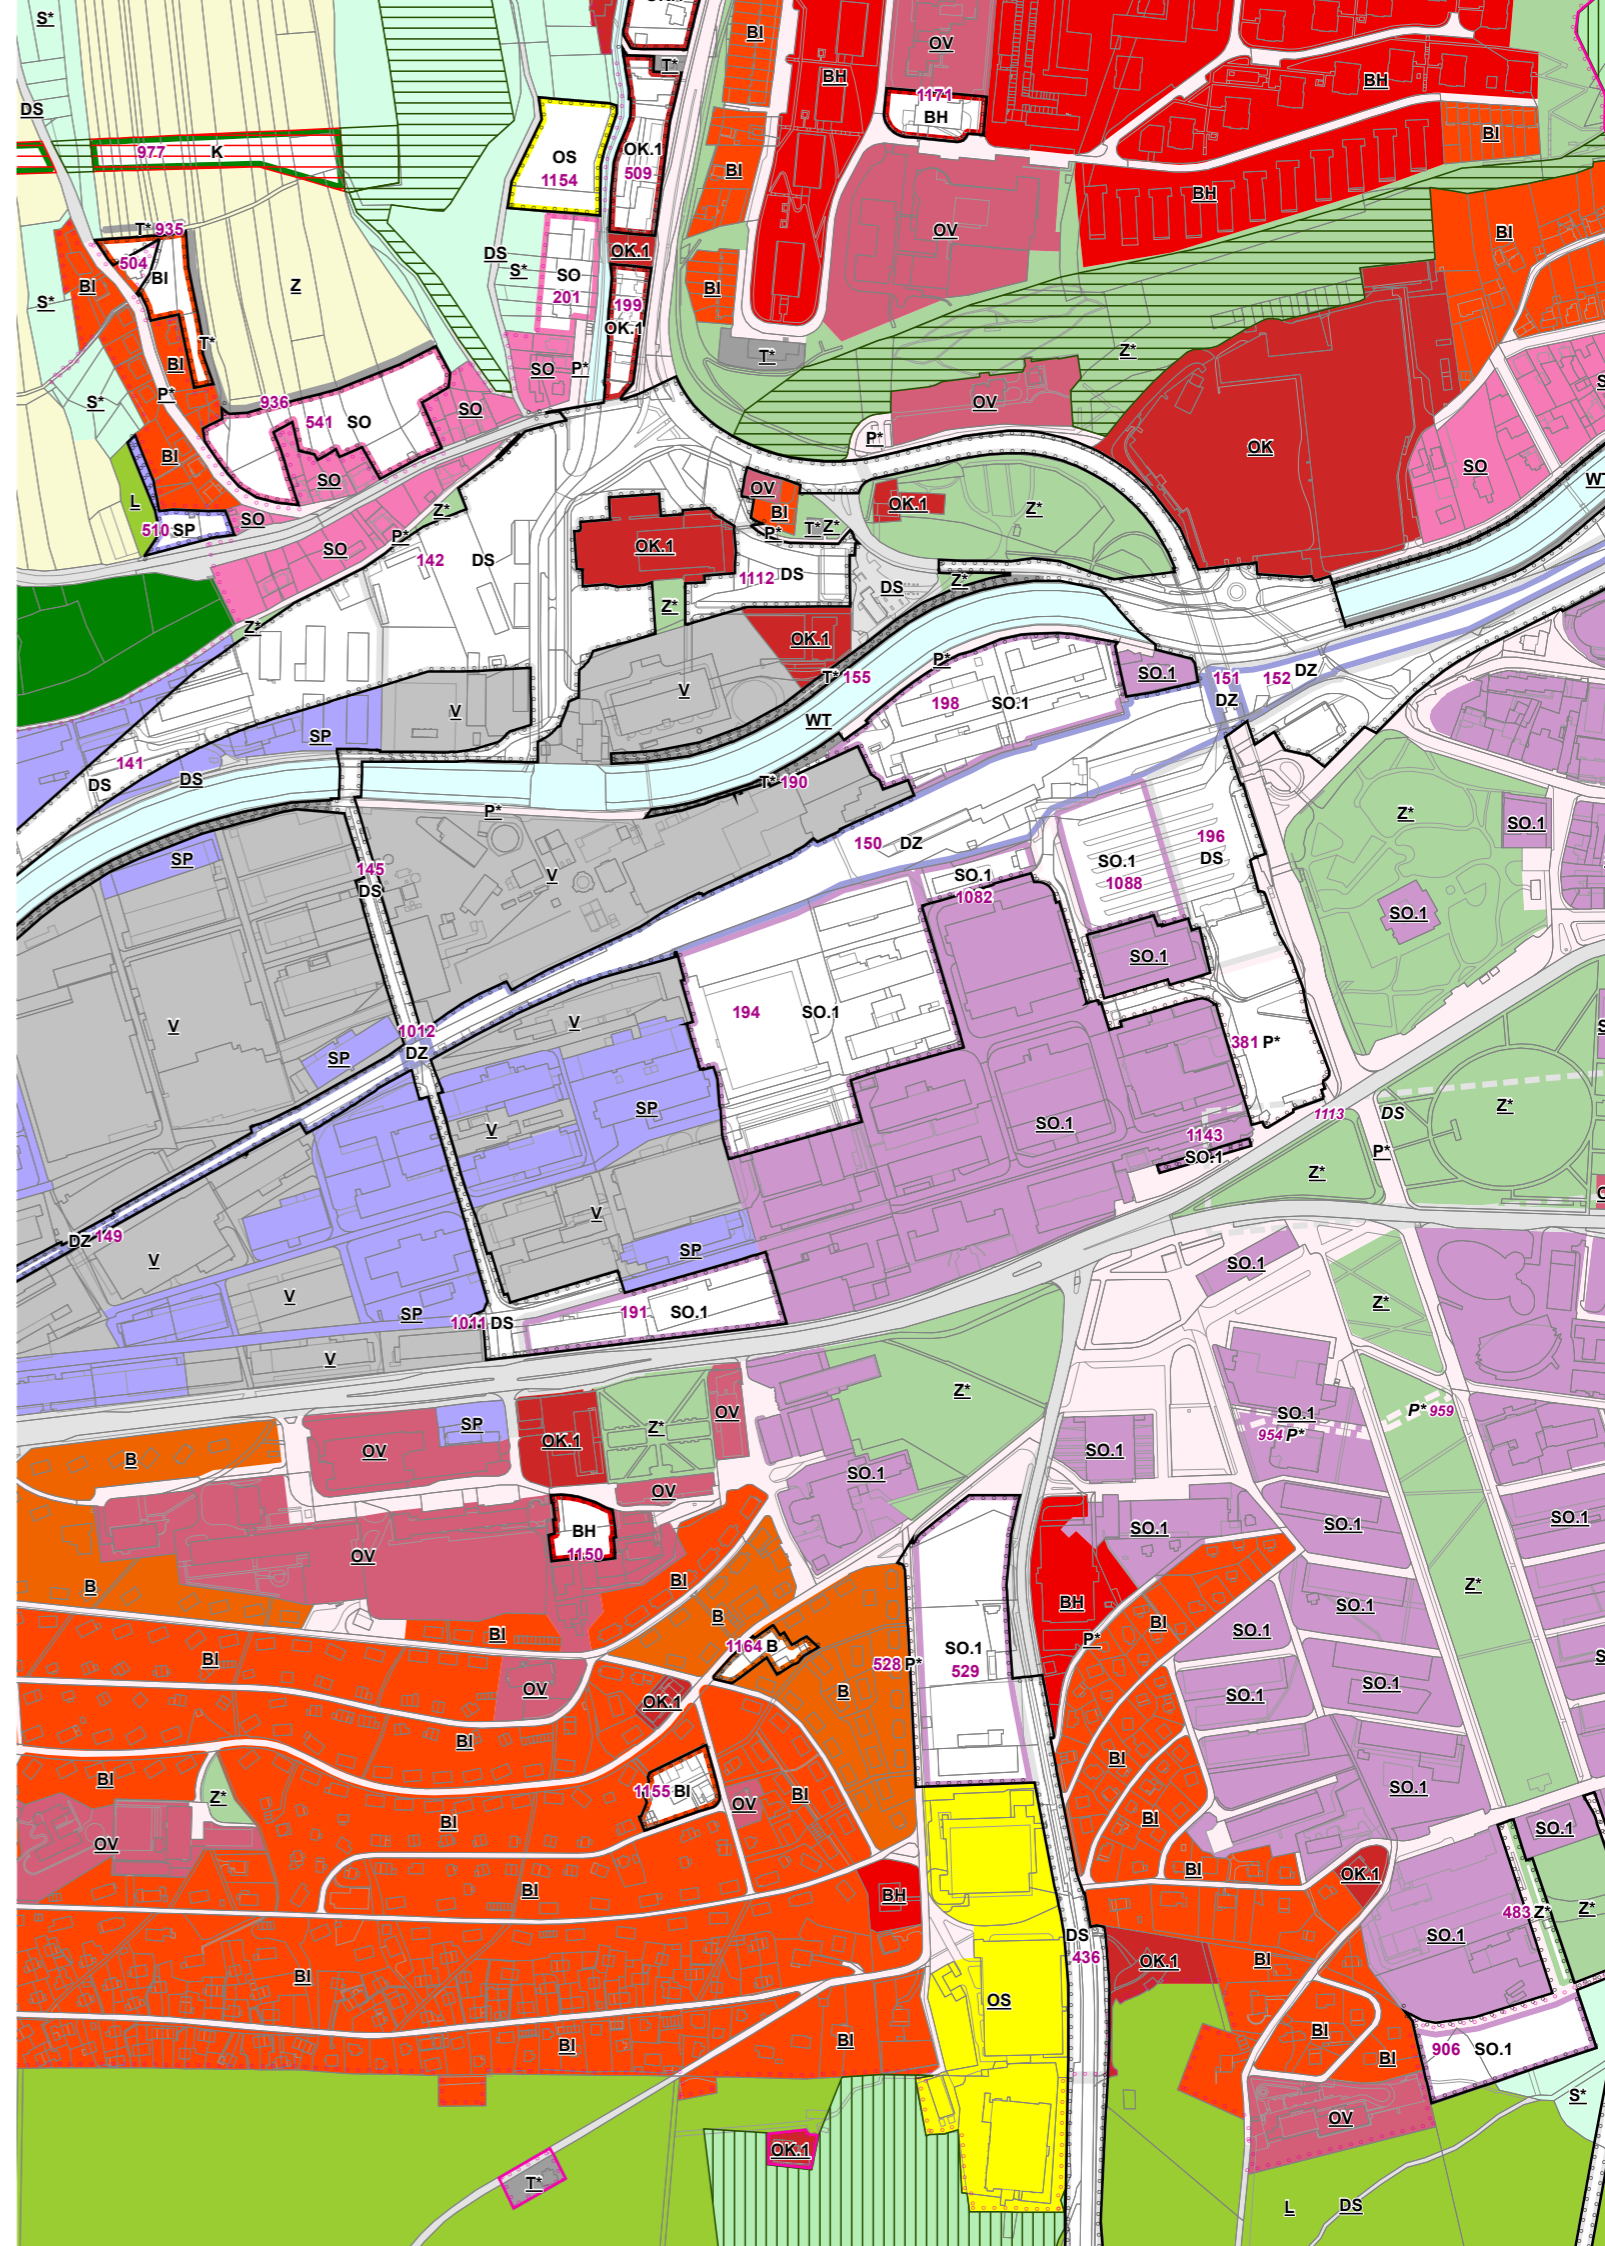 S*
BI
OV
T*
BH
BH
DS
1171
BH
BI
977 K
OS
1154
OK.1
509
BI
BH
T* 935
504
BI
DS
S*
SO
201
OK.1
OV
BI
S*
BI
Z
199
OK.1
BI
T*
BI
S*
P*
SO
P*
T*
Z*
936
541 SO
SO
OV
P*
OK
SO
BI
SO
L
510 SP
SO
Z*
SO
P*
142
DS
OV
BI
P*
T* Z*
OK.1
Z*
OK.1
1112 DS
DS
Z*
Z*
Z*
OK.1
P*
T* 155
SO.1
151
DZ
152 DZ
V
198
SO.1
V
SP
WT
141
DS
DS
T* 190
P*
150
DZ
196
DS
Z*
SO.1
SP
145
DS
V
SO.1
1088
SO.1
1082
SO.1
SO.1
194
SO.1
V
V
1012
DZ
SP
381 P*
SP
V
SO.1
1143
SO.1
1113
DS
Z*
P*
Z*
DZ 149
V
V
SP
SO.1
V
SP
191
SO.1
1011 DS
Z*
V
Z*
OV
SP
OK.1
Z*
OV
SO.1
954 P*
P* 959
B
OV
SO.1
SO.1
OV
BH
1150
SO.1
SO.1
SO.1
B
BI
B
Z*
BH
SO.1
BI
BI
BI
1164 B
528 P*
SO.1
529
P*
SO.1
OV
OK.1
B
SO.1
SO.1
BI
BI
BI
Z*
1155 BI
OV
BI
SO.1
OV
BI
BI
SO.1
BI
BH
BI
OK.1
483 Z*
Z*
DS
436
SO.1
BI
OK.1
BI
OS
BI
BI
BI
BI
906 SO.1
S*
OV
OK.1
T*
L
DS